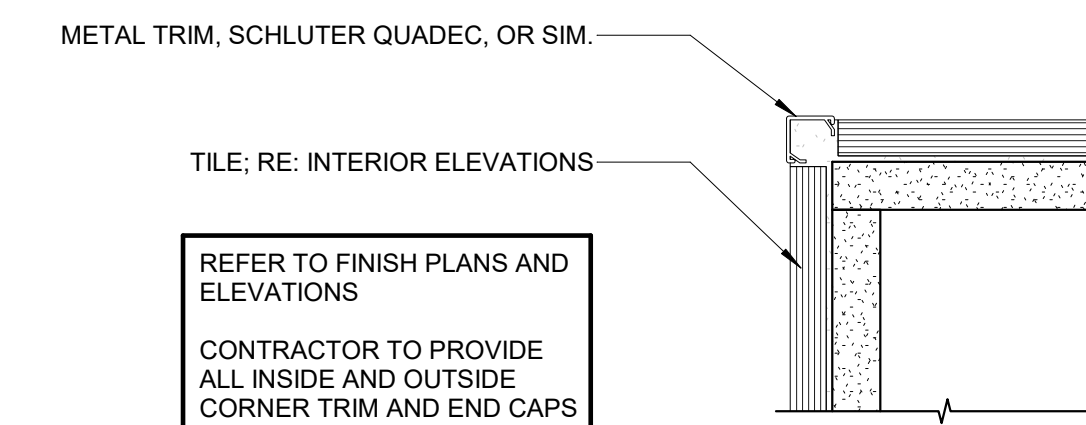 METAL TRIM, SCHLUTER QUADEC, OR SIM.
TILE; RE: INTERIOR ELEVATIONS
REFER TO FINISH PLANS AND
ELEVATIONS
CONTRACTOR TO PROVIDE
ALL INSIDE AND OUTSIDE
CORNER TRIM AND END CAPS